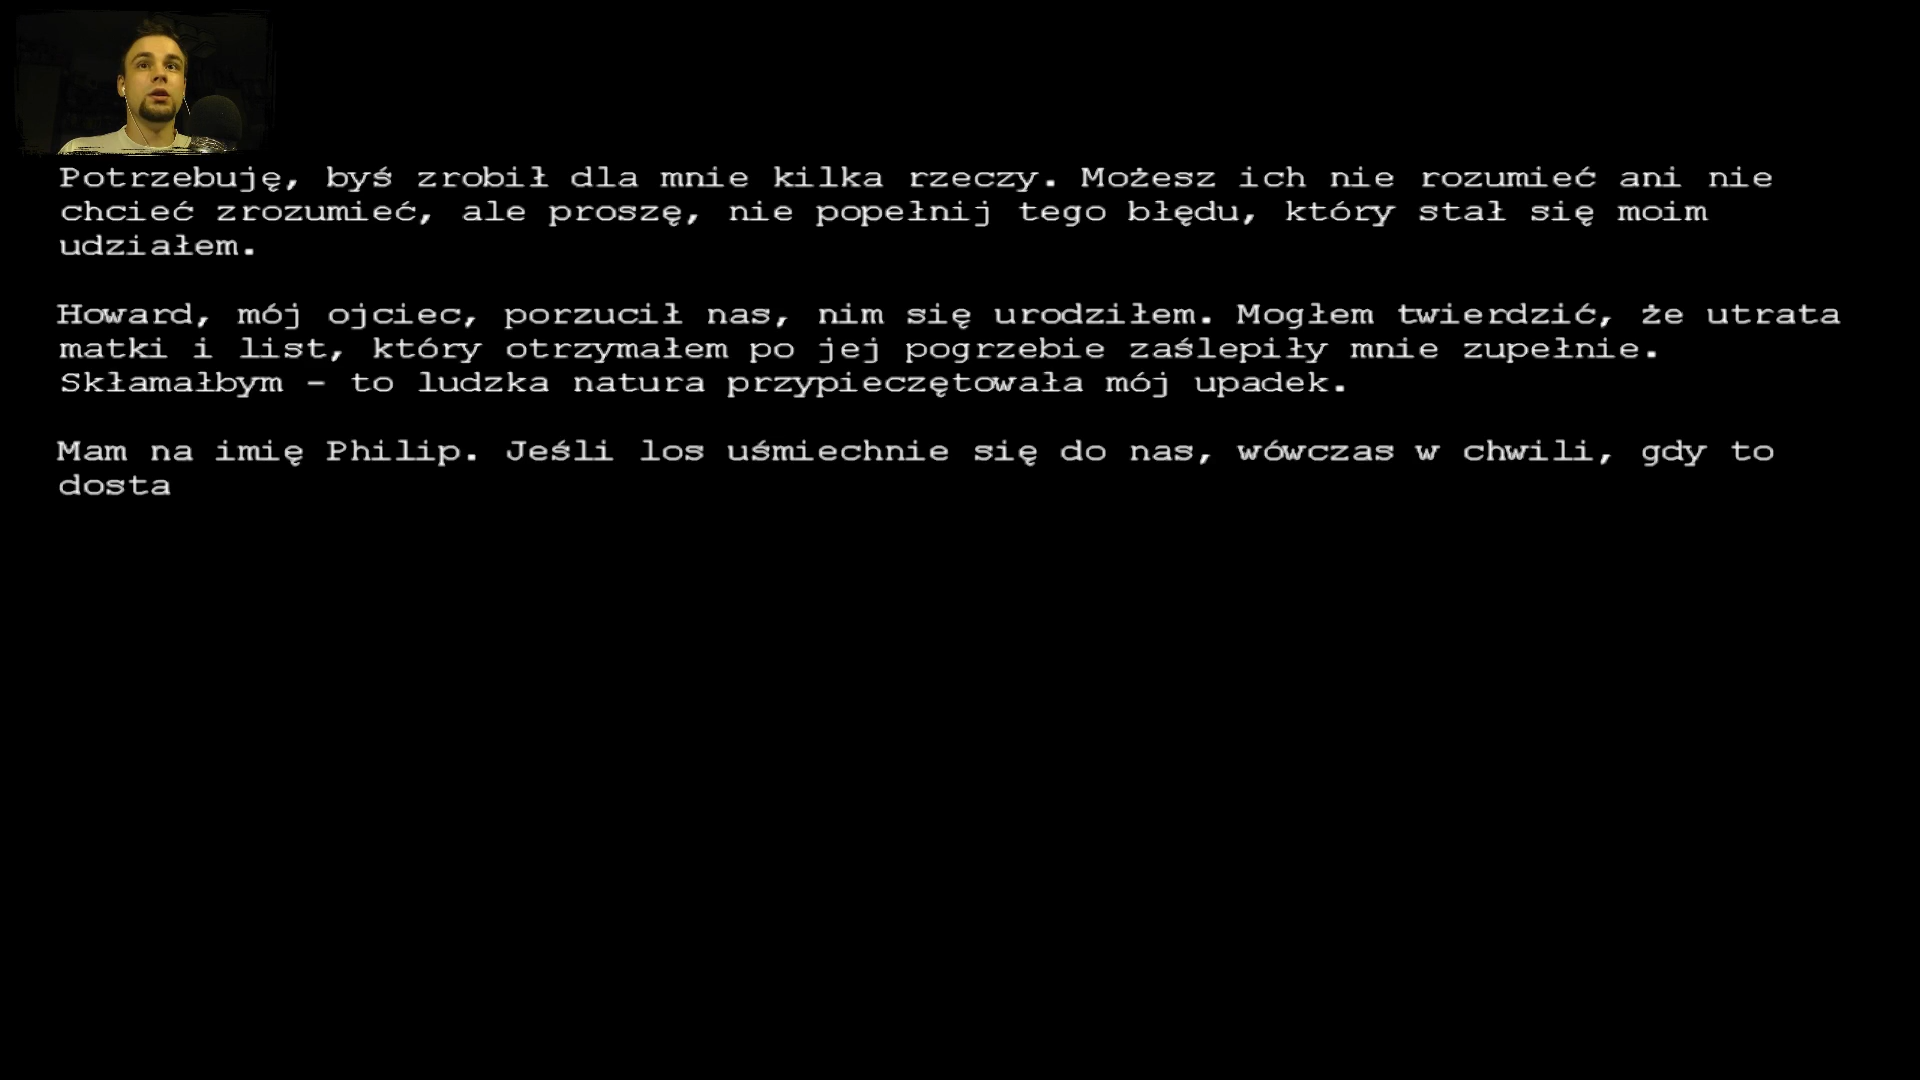 Potrzebuję, byś zrobił dla mnie kilka rzeczy. Możesz ich nie rozumieć ani nie
chcieć zrozumieć, ale proszę, nie popełnij tego błędu, który stał się moim
udziałem.
Howard, mój ojciec, porzucił nas, nim się urodziłem. Mogłem twierdzić, że utrata
matki i list, który otrzymałem po jej pogrzebie zaślepiły mnie zupełnie.
Skłamałbym - to ludzka natura przypieczętowała mój upadek.
Mam na imię Philip. Jeśli los uśmiechnie się do nas, wówczas w chwili, gdy to
dosta